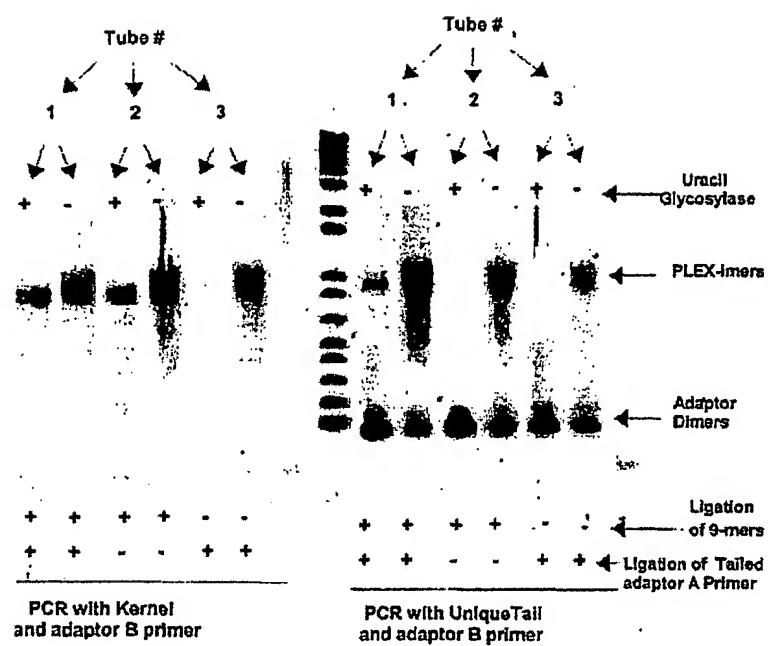 Tube #
1 2 3
+ - + - + -
+ + + + - -
+ + - - + +
PCR with Kernel
and adaptor B primer
Tube #
1 2 3
+ - + - + -
+ + + + - -
+ + - - + +
PCR with UniqueTail
and adaptor B primer
Uracil
Glycosylase
PLEX-imers
Adaptor
Dimers
Ligation
of 9-mers
Ligation of Tailed
adaptor A Primer